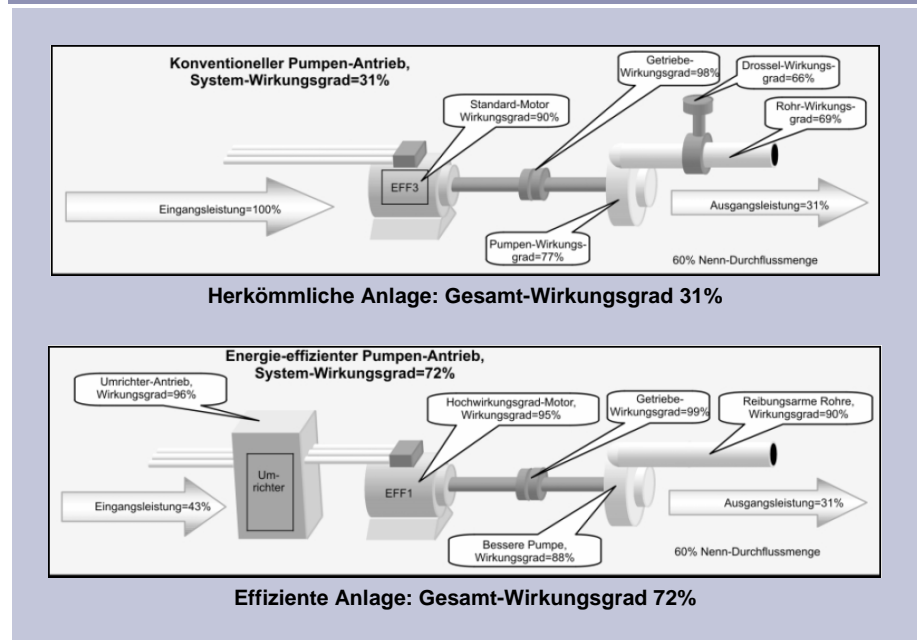 Konventioneller Pumpen-Antrieb,
System-Wirkungsgrad=31%
Getriebe-
Wirkungsgrad=98%
Drossel-Wirkungs-
grad=66%
Standard-Motor
Wirkungsgrad=90%
Rohr-Wirkungs-
grad=69%
EFF3
Eingangsleistung=100%
Ausgangsleistung=31%
Pumpen-Wirkungs-
grad=77%
60% Nenn-Durchflussmenge
Herkömmliche Anlage: Gesamt-Wirkungsgrad 31%
Energie-effizienter Pumpen-Antrieb,
System-Wirkungsgrad=72%
Umrichter-Antrieb,
Wirkungsgrad=96%
Hochwirkungsgrad-Motor,
Wirkungsgrad=95%
Getriebe-
Wirkungsgrad=99%
Reibungsarme Rohre,
Wirkungsgrad=90%
Um-
richter
EFF1
Eingangsleistung=43%
Ausgangsleistung=31%
Bessere Pumpe,
Wirkungsgrad=88%
60% Nenn-Durchflussmenge
Effiziente Anlage: Gesamt-Wirkungsgrad 72%